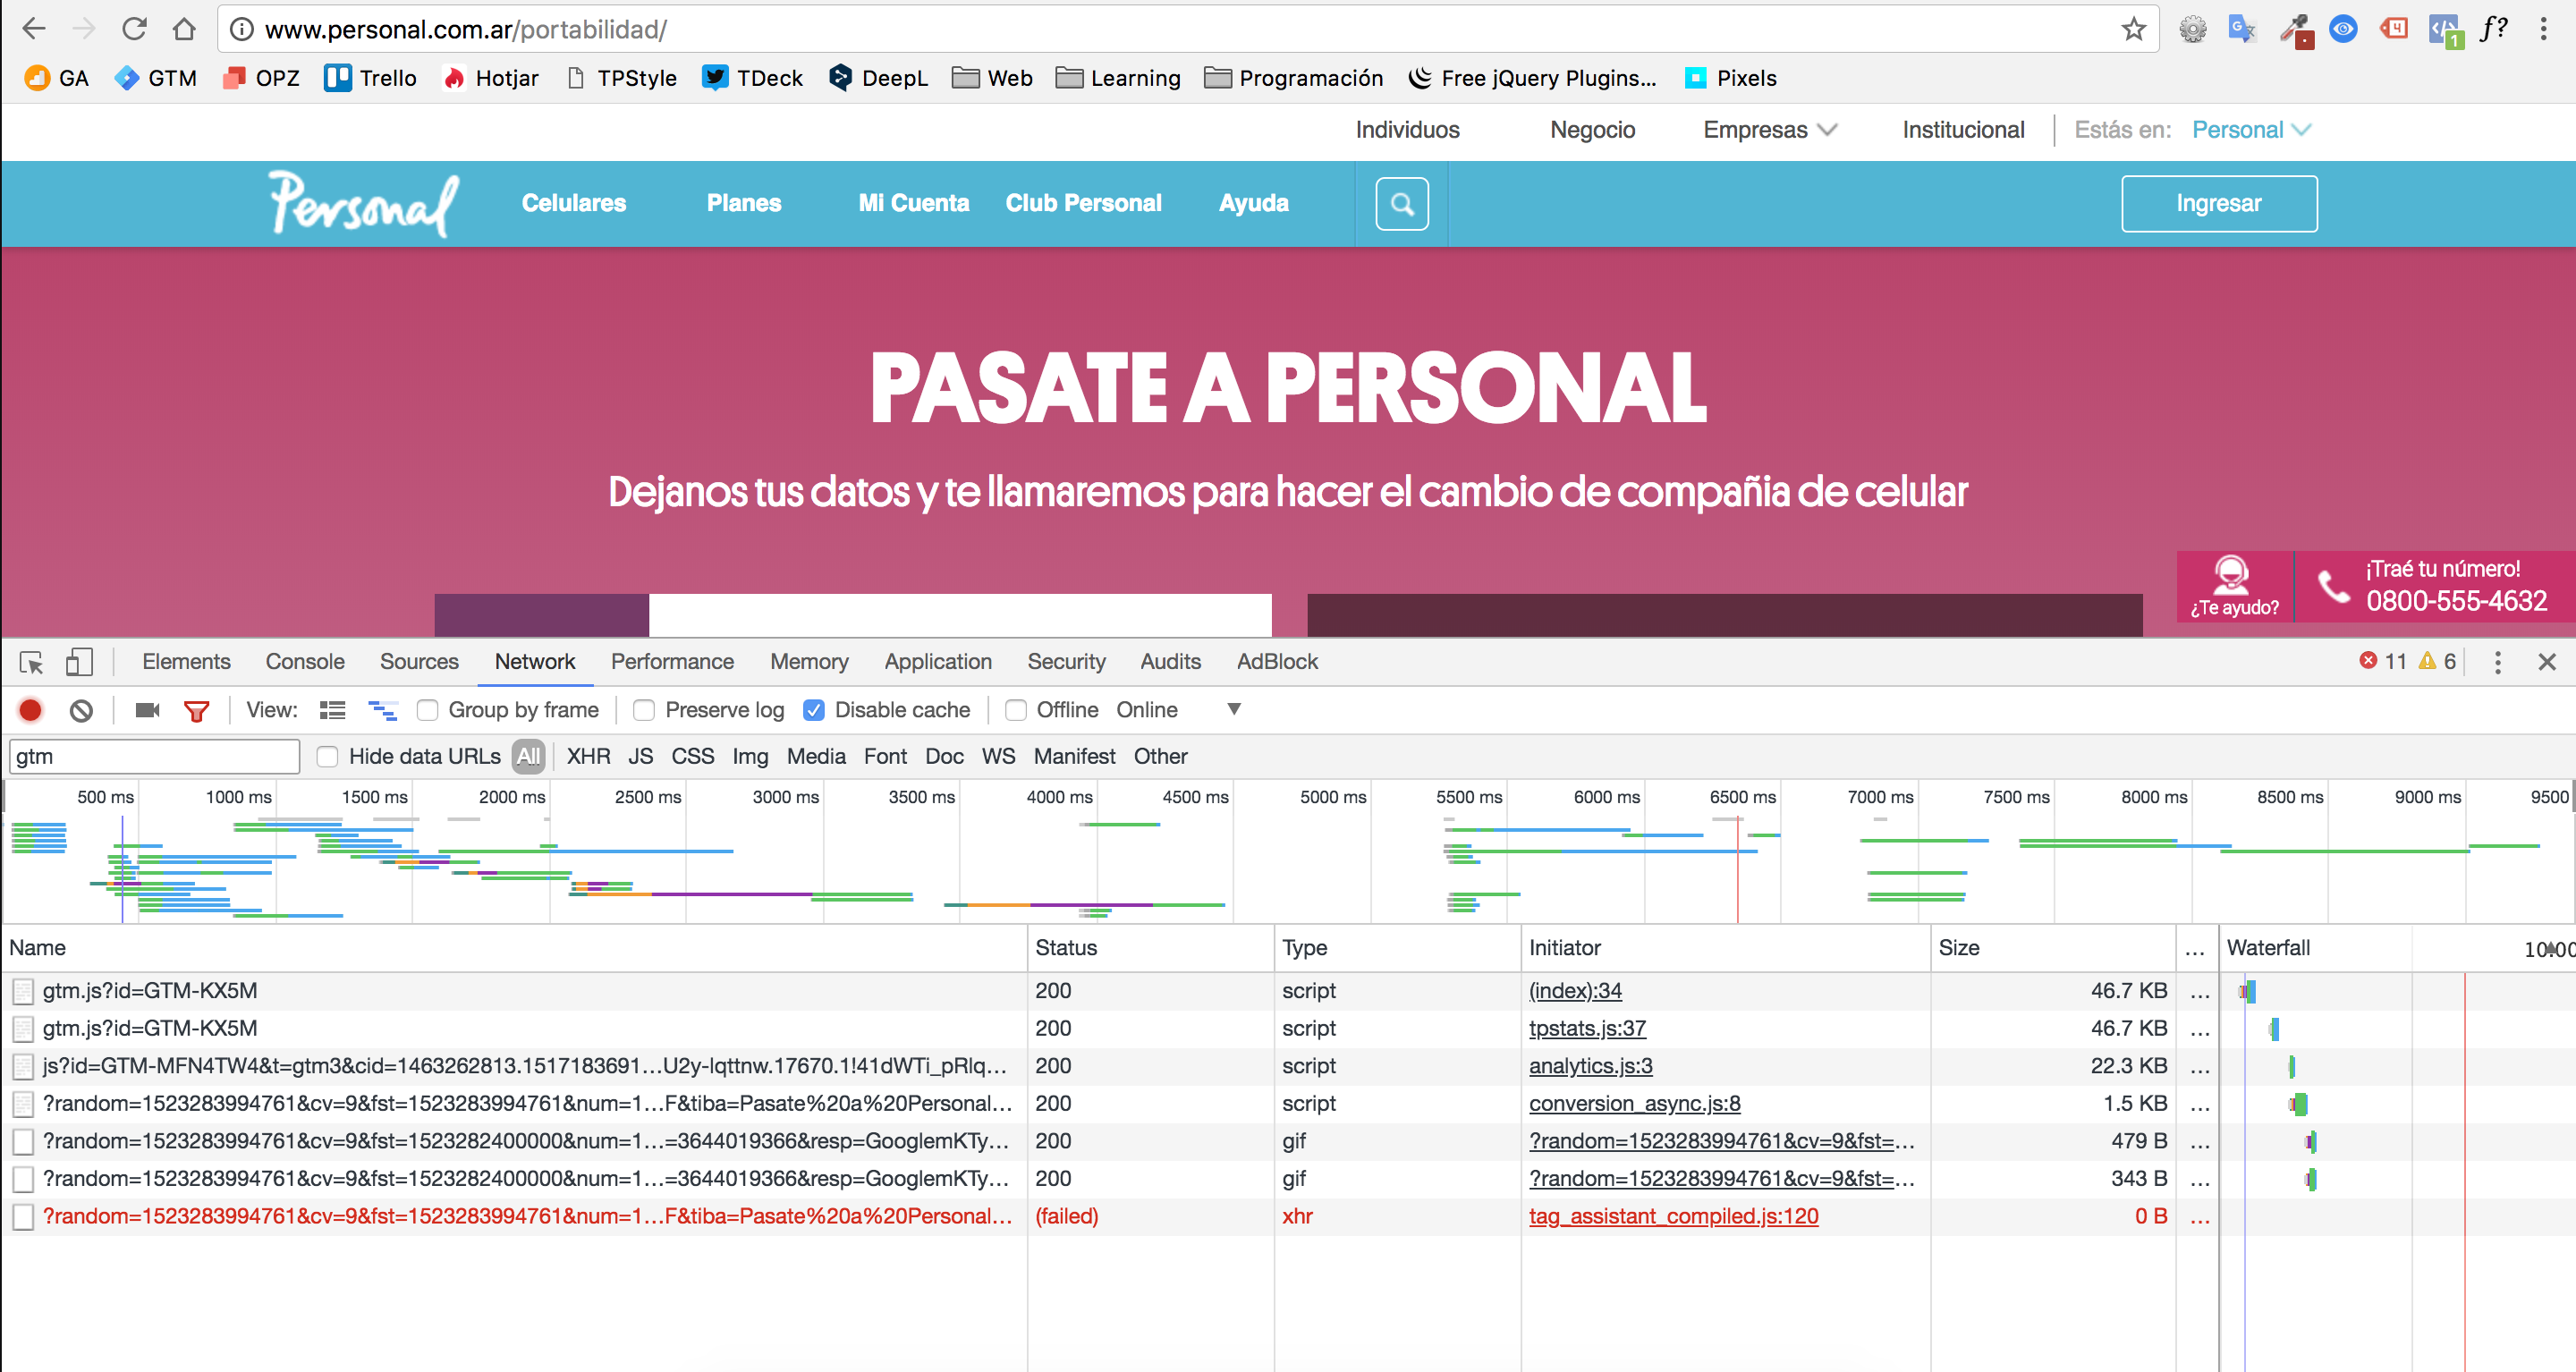 www.personal.com.ar/portabilidad/
4 1 f?
GA GTM OPZ Trello Hotjar TPStyle TDeck DeepL Web Learning Programación Free jQuery Plugins... Pixels
Individuos Negocio Empresas Institucional Estás en: Personal
Personal Celulares Planes Mi Cuenta Club Personal Ayuda Ingresar
PASATE A PERSONAL
Dejanos tus datos y te llamaremos para hacer el cambio de compañia de celular
¿Te ayudo?
¡Traé tu número!
0800-555-4632
Elements Console Sources Network Performance Memory Application Security Audits AdBlock 11 6
View: Group by frame Preserve log Disable cache Offline Online
gtm Hide data URLs All XHR JS CSS Img Media Font Doc WS Manifest Other
500 ms 1000 ms 1500 ms 2000 ms 2500 ms 3000 ms 3500 ms 4000 ms 4500 ms 5000 ms 5500 ms 6000 ms 6500 ms 7000 ms 7500 ms 8000 ms 8500 ms 9000 ms 9500
Name Status Type Initiator Size ... Waterfall 10.00
gtm.js?id=GTM-KX5M 200 script (index):34 46.7 KB ...
gtm.js?id=GTM-KX5M 200 script tpstats.js:37 46.7 KB ...
js?id=GTM-MFN4TW4&t=gtm3&cid=1463262813.1517183691...U2y-lqttnw.17670.1!41dWTi_pRlq... 200 script analytics.js:3 22.3 KB ...
?random=1523283994761&cv=9&fst=1523283994761&num=1...F&tiba=Pasate%20a%20Personal... 200 script conversion_async.js:8 1.5 KB ...
?random=1523283994761&cv=9&fst=1523282400000&num=1...=3644019366&resp=GooglemKTy... 200 gif ?random=1523283994761&cv=9&fst=... 479 B ...
?random=1523283994761&cv=9&fst=1523282400000&num=1...=3644019366&resp=GooglemKTy... 200 gif ?random=1523283994761&cv=9&fst=... 343 B ...
?random=1523283994761&cv=9&fst=1523283994761&num=1...F&tiba=Pasate%20a%20Personal... (failed) xhr tag_assistant_compiled.js:120 0 B ...